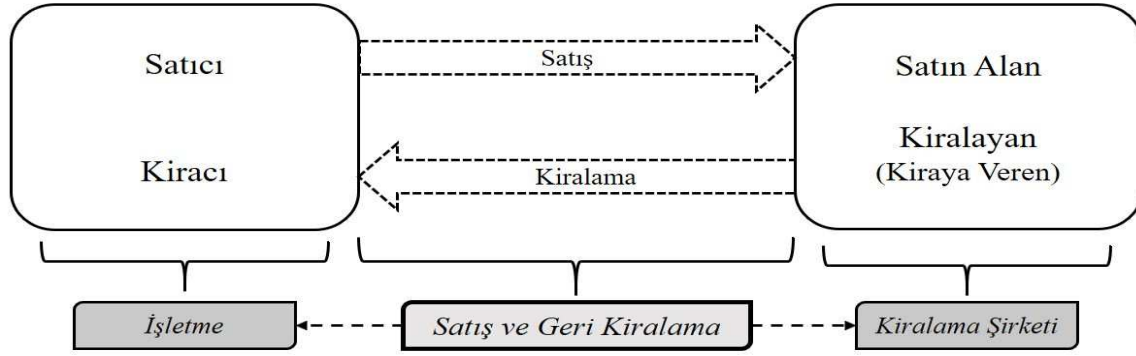 Satıcı
Satış
Satın Alan
Kiracı
Kiralama
Kiralayan
(Kiraya Veren)
İşletme
Satış ve Geri Kiralama
Kiralama Şirketi